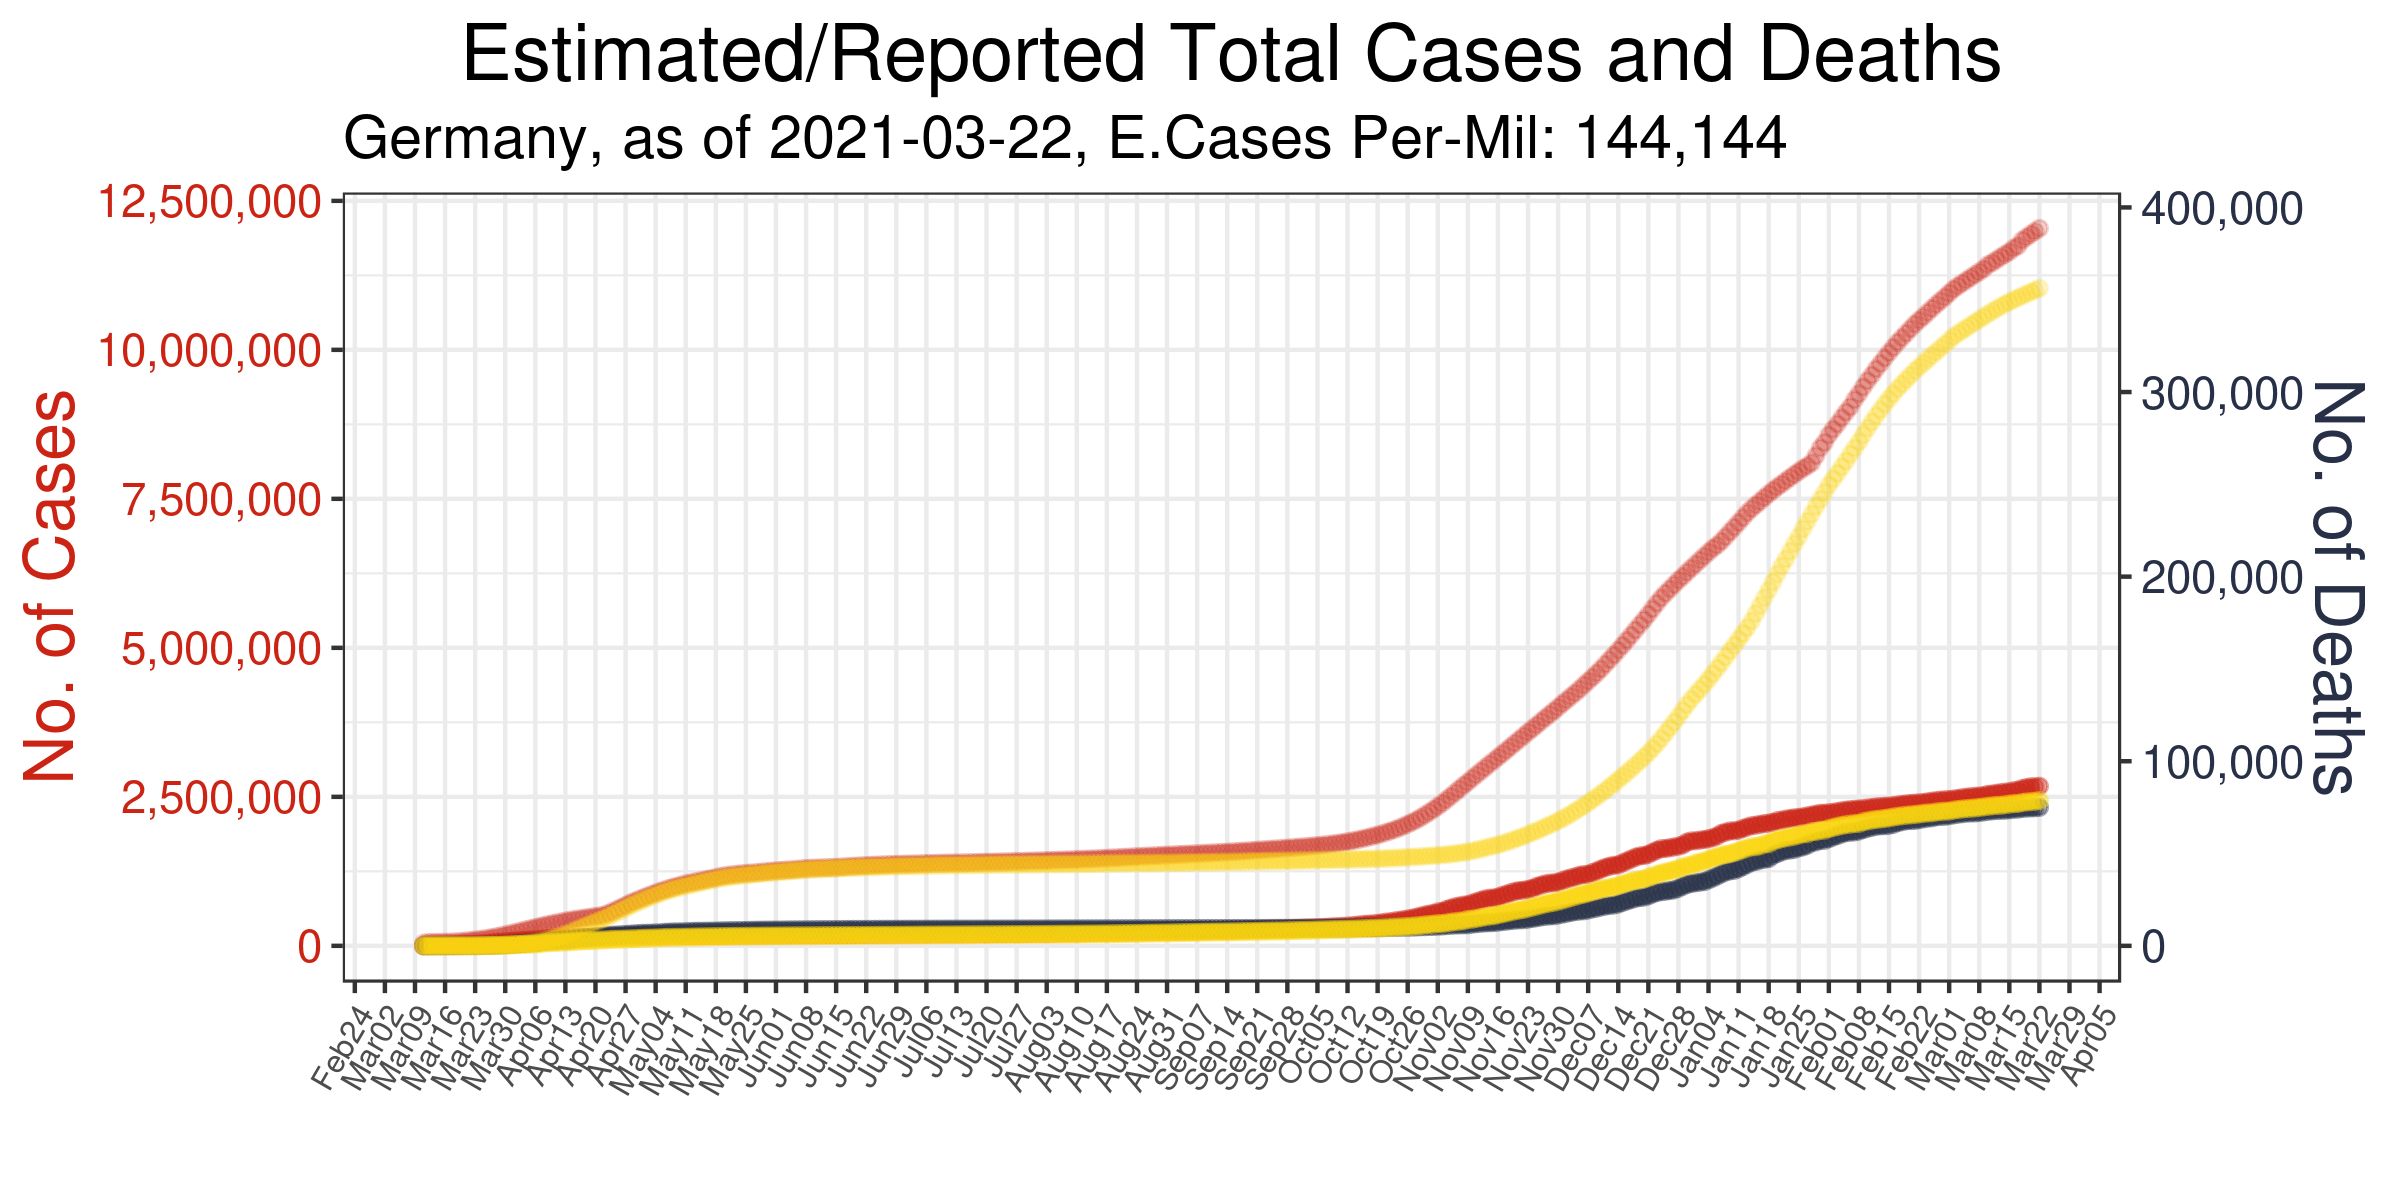 Estimated/Reported Total Cases and Deaths
Germany, as of 2021-03-22, E.Cases Per-Mil: 144,144
No. of Cases
12,500,000
10,000,000
7,500,000
5,000,000
2,500,000
0
400,000
300,000
200,000
100,000
0
No. of Deaths
Feb24
Mar02
Mar09
Mar16
Mar23
Mar30
Apr06
Apr13
Apr20
Apr27
May04
May11
May18
May25
Jun01
Jun08
Jun15
Jun22
Jun29
Jul06
Jul13
Jul20
Jul27
Aug03
Aug10
Aug17
Aug24
Aug31
Sep07
Sep14
Sep21
Sep28
Oct05
Oct12
Oct19
Oct26
Nov02
Nov09
Nov16
Nov23
Nov30
Dec07
Dec14
Dec21
Dec28
Jan04
Jan11
Jan18
Jan25
Feb01
Feb08
Feb15
Feb22
Mar01
Mar08
Mar15
Mar22
Mar29
Apr05